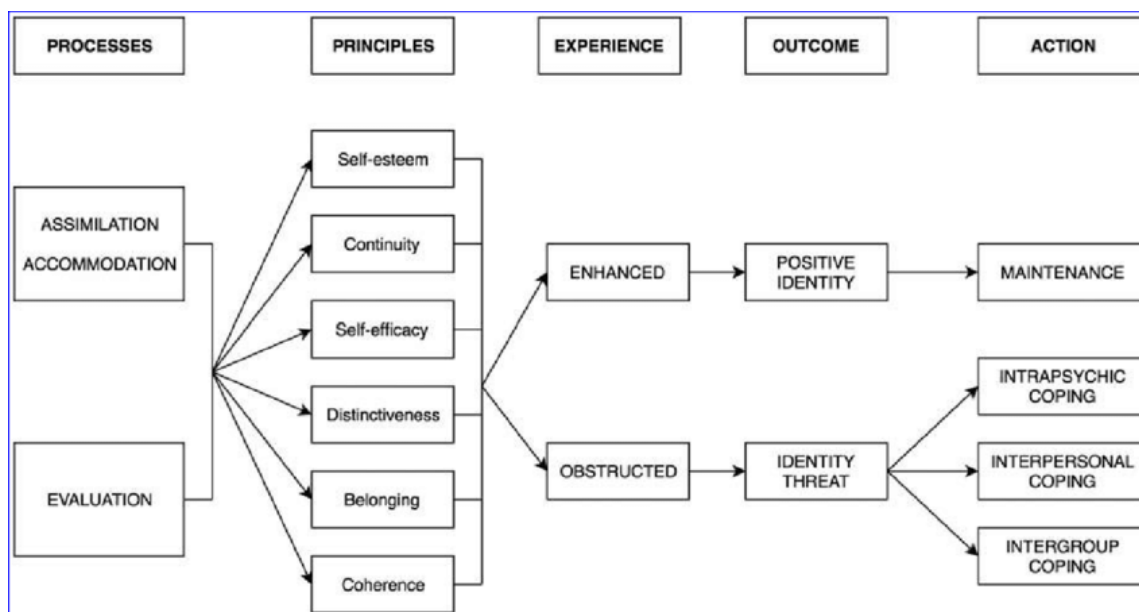 PROCESSES
PRINCIPLES
EXPERIENCE
OUTCOME
ACTION
ASSIMILATION
ACCOMMODATION
EVALUATION
Self-esteem
Continuity
Self-efficacy
Distinctiveness
Belonging
Coherence
ENHANCED
OBSTRUCTED
POSITIVE
IDENTITY
IDENTITY
THREAT
MAINTENANCE
INTRAPSYCHIC
COPING
INTERPERSONAL
COPING
INTERGROUP
COPING